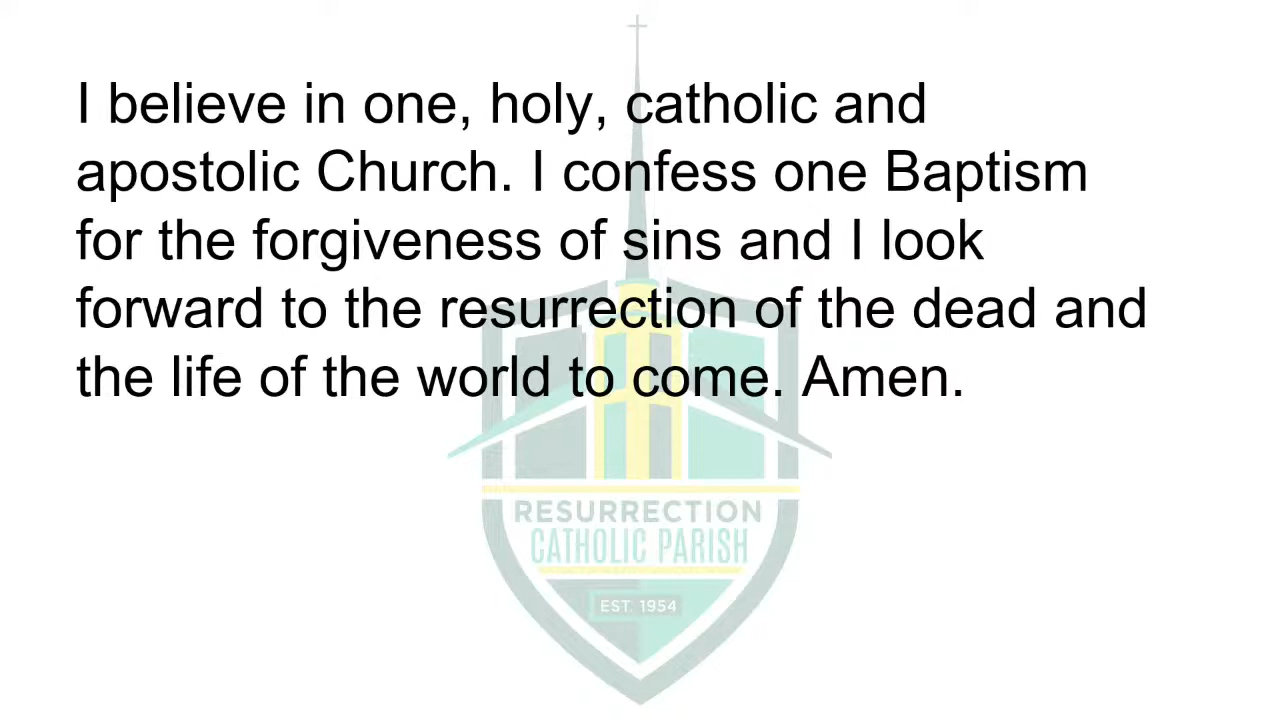 I believe in one, holy, catholic and
apostolic Church. I confess one Baptism
for the forgiveness of sins and I look
forward to the resurrection of the dead and
the life of the world to come. Amen.
RESURRECTION
CATHOLIC PARISH
EST. 1954